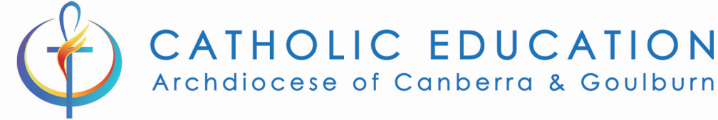 CATHOLIC EDUCATION
Archdiocese of Canberra & Goulburn